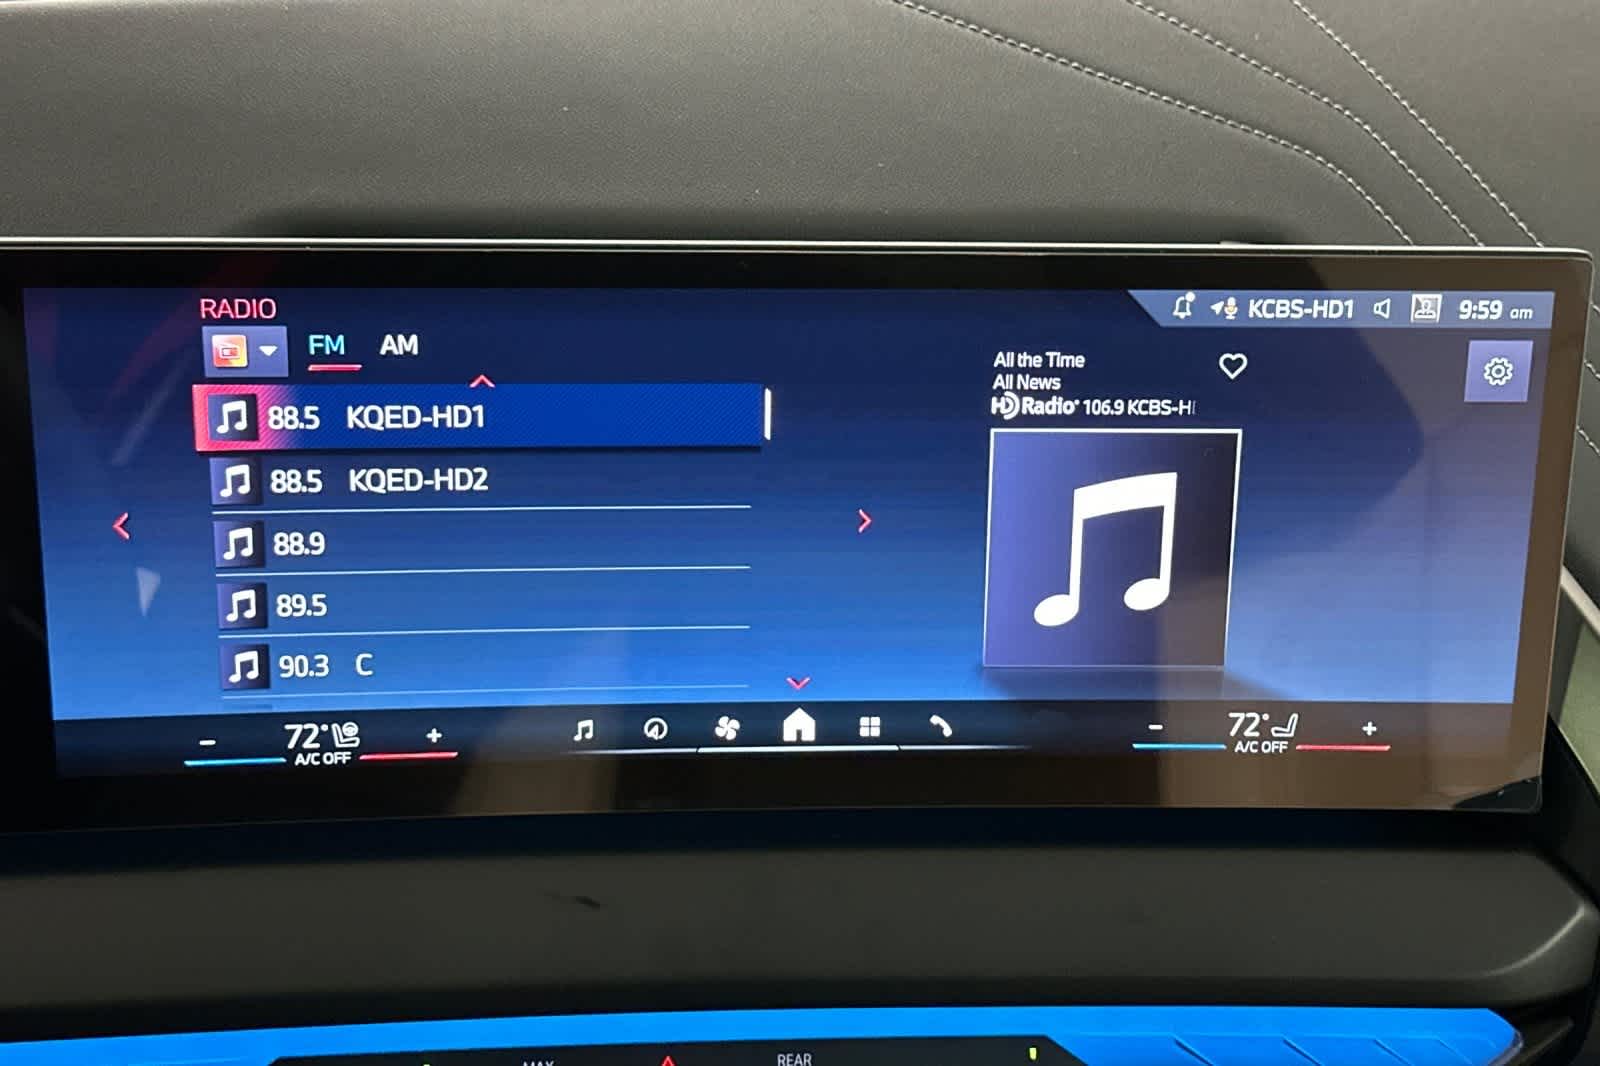 RADIO
KCBS-HD1 9:59 am
FM AM
All the Time
All News
HD Radio 106.9 KCBS-H
88.5 KQED-HD1
88.5 KQED-HD2
88.9
89.5
90.3 C
72°
A/C OFF
72°
A/C OFF
MAX
REAR